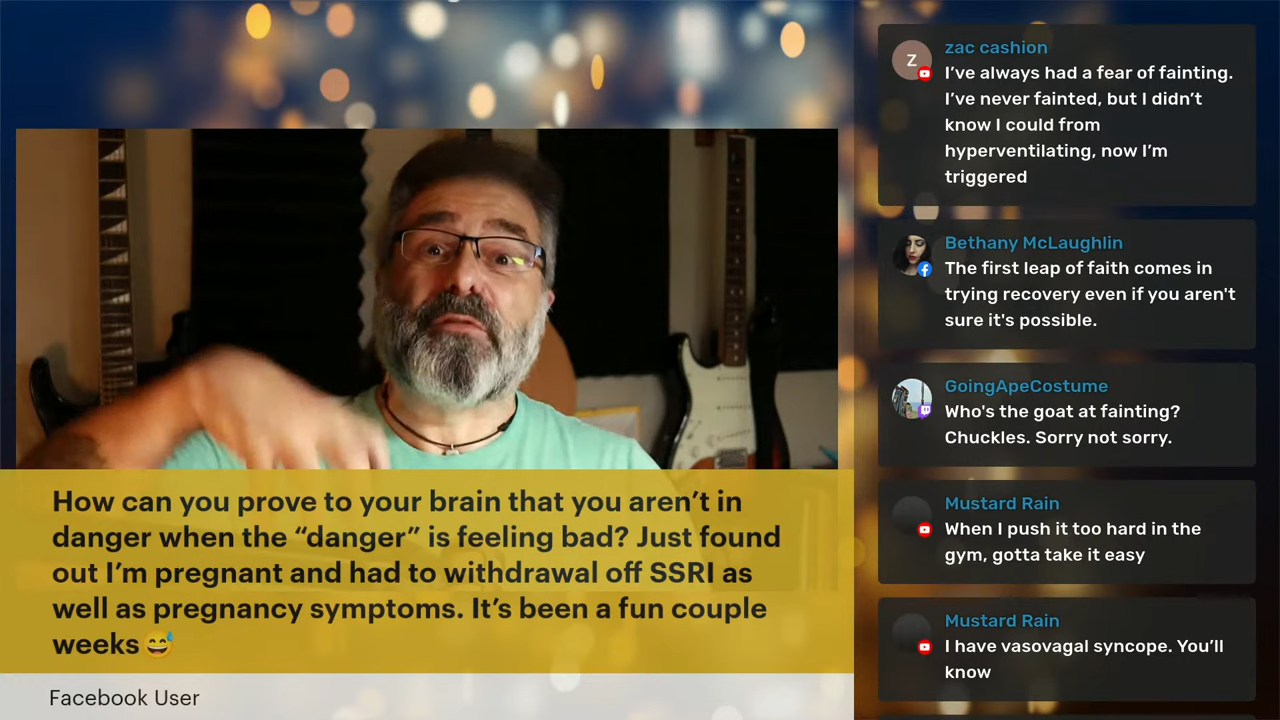 How can you prove to your brain that you aren’t in
danger when the “danger” is feeling bad? Just found
out I’m pregnant and had to withdrawal off SSRI as
well as pregnancy symptoms. It’s been a fun couple
weeks😅
Facebook User
Z
zac cashion
I’ve always had a fear of fainting.
I’ve never fainted, but I didn’t
know I could from
hyperventilating, now I’m
triggered
Bethany McLaughlin
The first leap of faith comes in
trying recovery even if you aren't
sure it's possible.
GoingApeCostume
Who's the goat at fainting?
Chuckles. Sorry not sorry.
Mustard Rain
When I push it too hard in the
gym, gotta take it easy
Mustard Rain
I have vasovagal syncope. You’ll
know